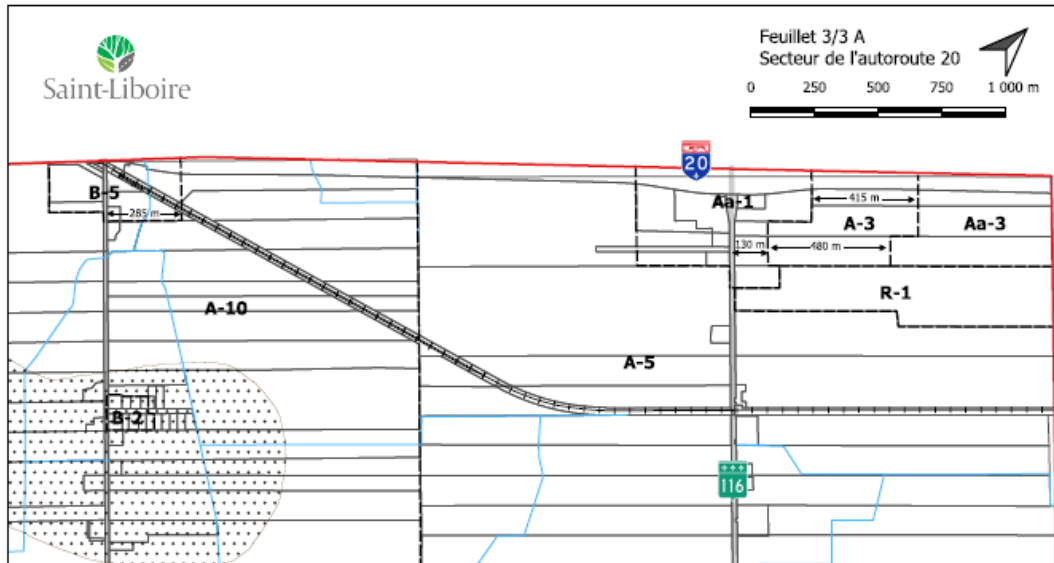 Saint-Liboire
Feuillet 3/3 A
Secteur de l'autoroute 20
0 250 500 750 1 000 m
20
B-5
285 m
Aa-1
415 m
A-3
Aa-3
130 m
480 m
R-1
A-10
A-5
B-2
116